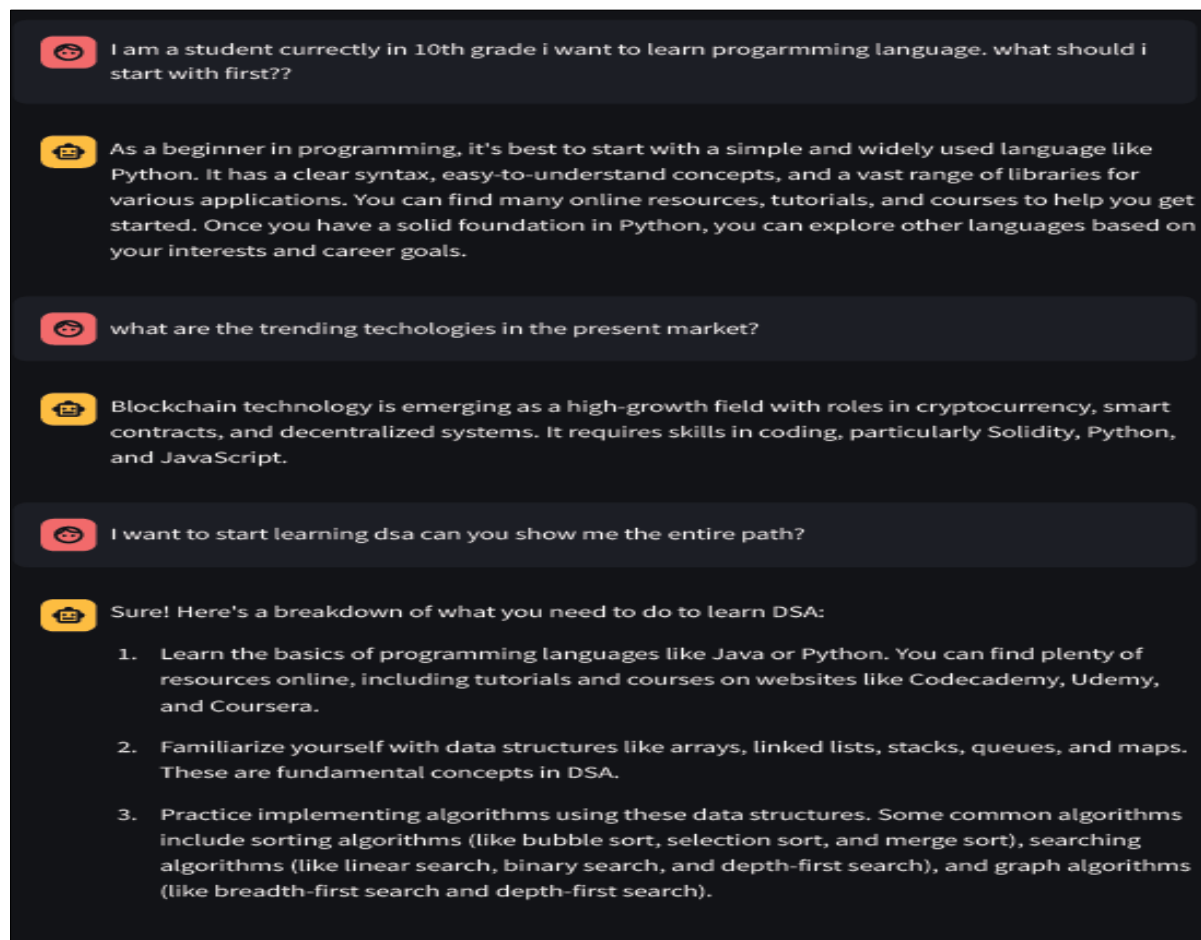 I am a student currectly in 10th grade i want to learn progarmming language. what should i
start with first??
As a beginner in programming, it's best to start with a simple and widely used language like
Python. It has a clear syntax, easy-to-understand concepts, and a vast range of libraries for
various applications. You can find many online resources, tutorials, and courses to help you get
started. Once you have a solid foundation in Python, you can explore other languages based on
your interests and career goals.
what are the trending techologies in the present market?
Blockchain technology is emerging as a high-growth field with roles in cryptocurrency, smart
contracts, and decentralized systems. It requires skills in coding, particularly Solidity, Python,
and JavaScript.
I want to start learning dsa can you show me the entire path?
Sure! Here's a breakdown of what you need to do to learn DSA:
1. Learn the basics of programming languages like Java or Python. You can find plenty of
resources online, including tutorials and courses on websites like Codecademy, Udemy,
and Coursera.
2. Familiarize yourself with data structures like arrays, linked lists, stacks, queues, and maps.
These are fundamental concepts in DSA.
3. Practice implementing algorithms using these data structures. Some common algorithms
include sorting algorithms (like bubble sort, selection sort, and merge sort), searching
algorithms (like linear search, binary search, and depth-first search), and graph algorithms
(like breadth-first search and depth-first search).